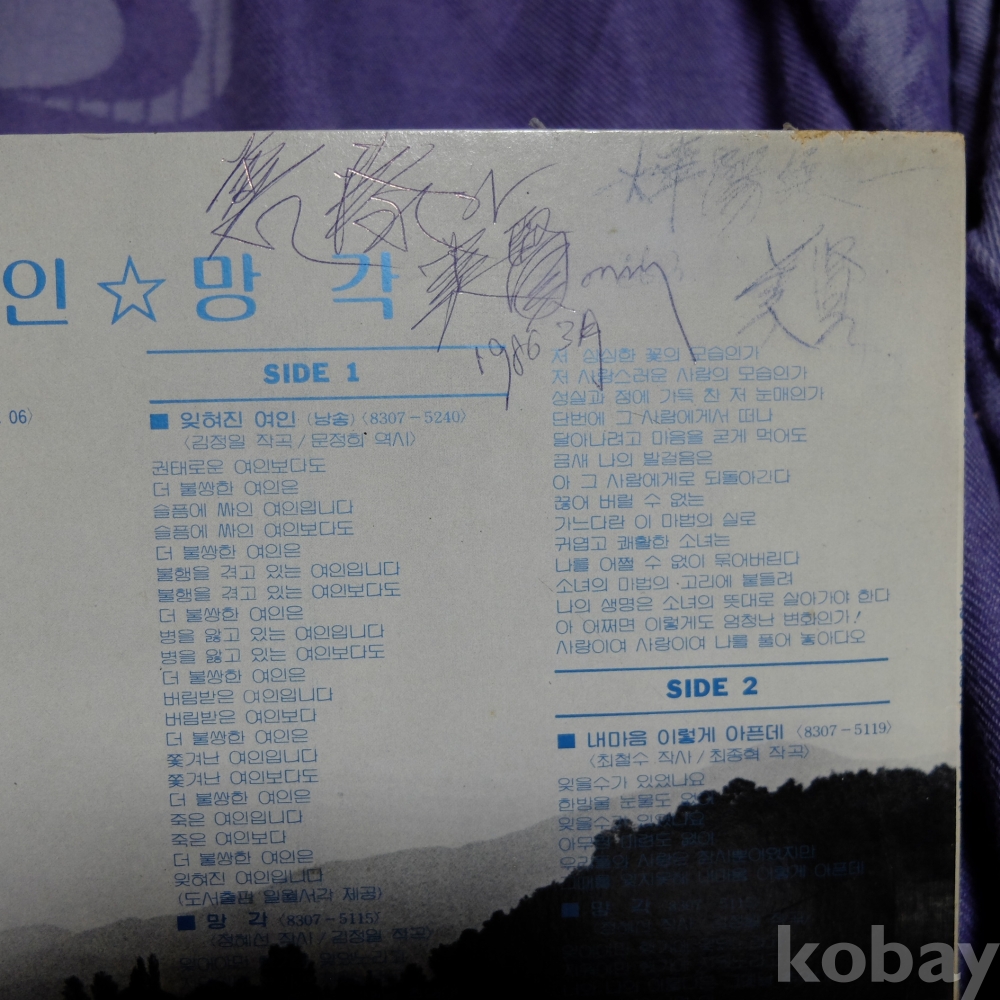 1986 3月
인☆망 각
06〉
SIDE 1
■ 잊혀진 여인 (낭송) 〈8307-5240〉
〈김정일 작곡/문정희 역시〉
권태로운 여인보다도
더 불쌍한 여인은
슬픔에 싸인 여인입니다
슬픔에 싸인 여인보다도
더 불쌍한 여인은
불행을 겪고 있는 여인입니다
불행을 겪고 있는 여인보다도
더 불쌍한 여인은
병을 앓고 있는 여인입니다
병을 앓고 있는 여인보다도
더 불쌍한 여인은
버림받은 여인입니다
버림받은 여인보다
더 불쌍한 여인은
쫓겨난 여인입니다
쫓겨난 여인보다도
더 불쌍한 여인은
죽은 여인입니다
죽은 여인보다
더 불쌍한 여인은
잊혀진 여인입니다
(도서출판 일월서각 제공)
■ 망 각 〈8307-5115〉
작사/김정일 작곡〉
저 싱싱한 꽃의 모습인가
저 사랑스러운 사랑의 모습인가
성실과 점에 가득 찬 저 눈매인가
단번에 그 사람에게서 떠나
달아나려고 마음을 굳게 먹어도
금새 나의 발걸음은
아 그 사람에게로 되돌아간다
끊어 버릴 수 없는
가느다란 이 마법의 실로
귀엽고 쾌활한 소녀는
나를 어쩔 수 없이 묶어버린다
소녀의 마법의 고리에 붙들려
나의 생명은 소녀의 뜻대로 살아가야 한다
아 어쩌면 이렇게도 엄청난 변화인가!
사랑이여 사랑이여 나를 풀어 놓아다오
SIDE 2
■ 내마음 이렇게 아픈데 〈8307-5119〉
〈최철수 작사/최종혁 작곡〉
잊을수가 있었나요
한방울 눈물도
이렇게 아픈데
■ 망 각
kobay